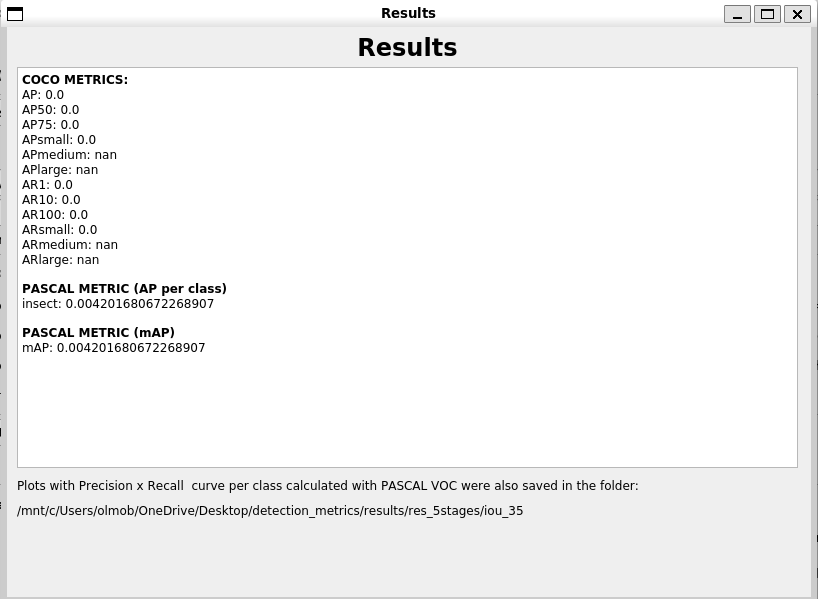 Results
Results
COCO METRICS:
AP: 0.0
AP50: 0.0
AP75: 0.0
APsmall: 0.0
APmedium: nan
APlarge: nan
AR1: 0.0
AR10: 0.0
AR100: 0.0
ARsmall: 0.0
ARmedium: nan
ARlarge: nan
PASCAL METRIC (AP per class)
insect: 0.004201680672268907
PASCAL METRIC (mAP)
mAP: 0.004201680672268907
Plots with Precision x Recall  curve per class calculated with PASCAL VOC were also saved in the folder:
/mnt/c/Users/olmob/OneDrive/Desktop/detection_metrics/results/res_5stages/iou_35